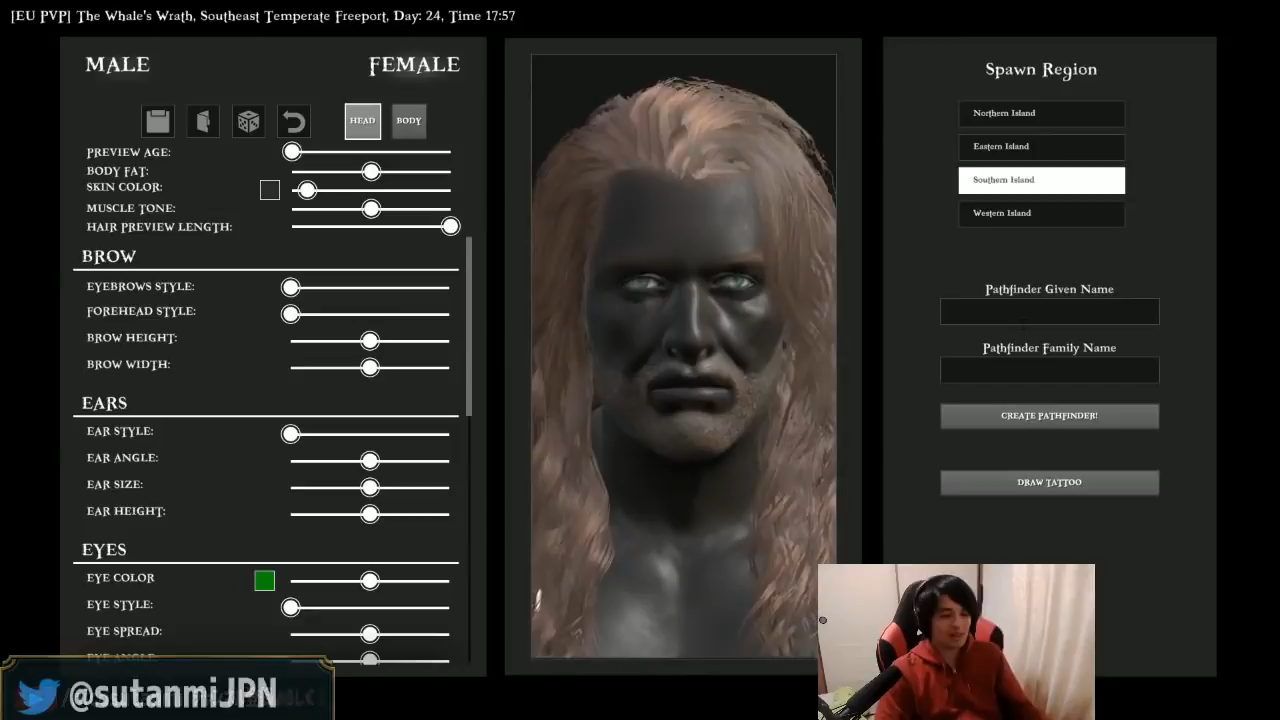 [EU PVP] The Whale's Wrath, Southeast Temperate Freeport, Day: 24, Time 17:57
MALE
FEMALE
HEAD
BODY
PREVIEW AGE:
BODY FAT:
SKIN COLOR:
MUSCLE TONE:
HAIR PREVIEW LENGTH:
BROW
EYEBROWS STYLE:
FOREHEAD STYLE:
BROW HEIGHT:
BROW WIDTH:
EARS
EAR STYLE:
EAR ANGLE:
EAR SIZE:
EAR HEIGHT:
EYES
EYE COLOR
EYE STYLE:
EYE SPREAD:
EYE ANGLE:
@sutanmiJPN
Spawn Region
Northern Island
Eastern Island
Southern Island
Western Island
Pathfinder Given Name
Pathfinder Family Name
CREATE PATHFINDER!
DRAW TATTOO